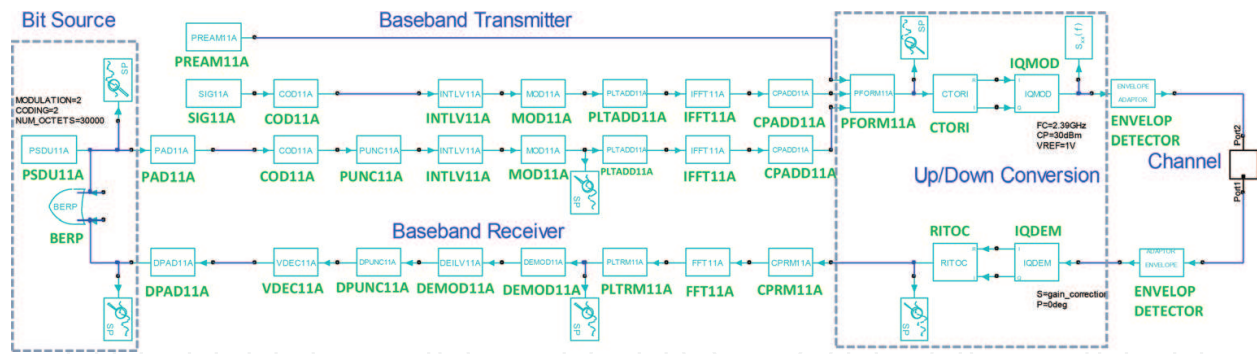 Bit Source
Baseband Transmitter
PREAM11A
PREAM11A
SP
SP
Sxx(f)
IQMOD
MODULATION=2
CODING=2
NUM_OCTETS=30000
SIG11A
COD11A
INTLV11A
MOD11A
PLTADD11A
IFFT11A
CPADD11A
PFORM11A
CTORI
R
I
I
Q
IQMOD
ENVELOPE
ADAPTOR
SIG11A
COD11A
INTLV11A
MOD11A
PLTADD11A
IFFT11A
CPADD11A
PFORM11A
CTORI
FC=2.39GHz
CP=30dBm
VREF=1V
ENVELOP
DETECTOR
Port2
Channel
Port1
PSDU11A
PAD11A
COD11A
PUNC11A
INTLV11A
MOD11A
PLTADD11A
IFFT11A
CPADD11A
PSDU11A
PAD11A
COD11A
PUNC11A
INTLV11A
MOD11A
PLTADD11A
IFFT11A
CPADD11A
Up/Down Conversion
SP
BERP
BERP
Baseband Receiver
RITOC
IQDEM
DPAD11A
VDEC11A
DPUNC11A
DEILV11A
DEMOD11A
PLTRM11A
FFT11A
CPRM11A
RITOC
R
I
I
Q
IQDEM
ADAPTOR
ENVELOPE
DPAD11A
VDEC11A
DPUNC11A
DEMOD11A
DEMOD11A
PLTRM11A
FFT11A
CPRM11A
S=gain_correction
P=0deg
ENVELOP
DETECTOR
SP
SP
SP